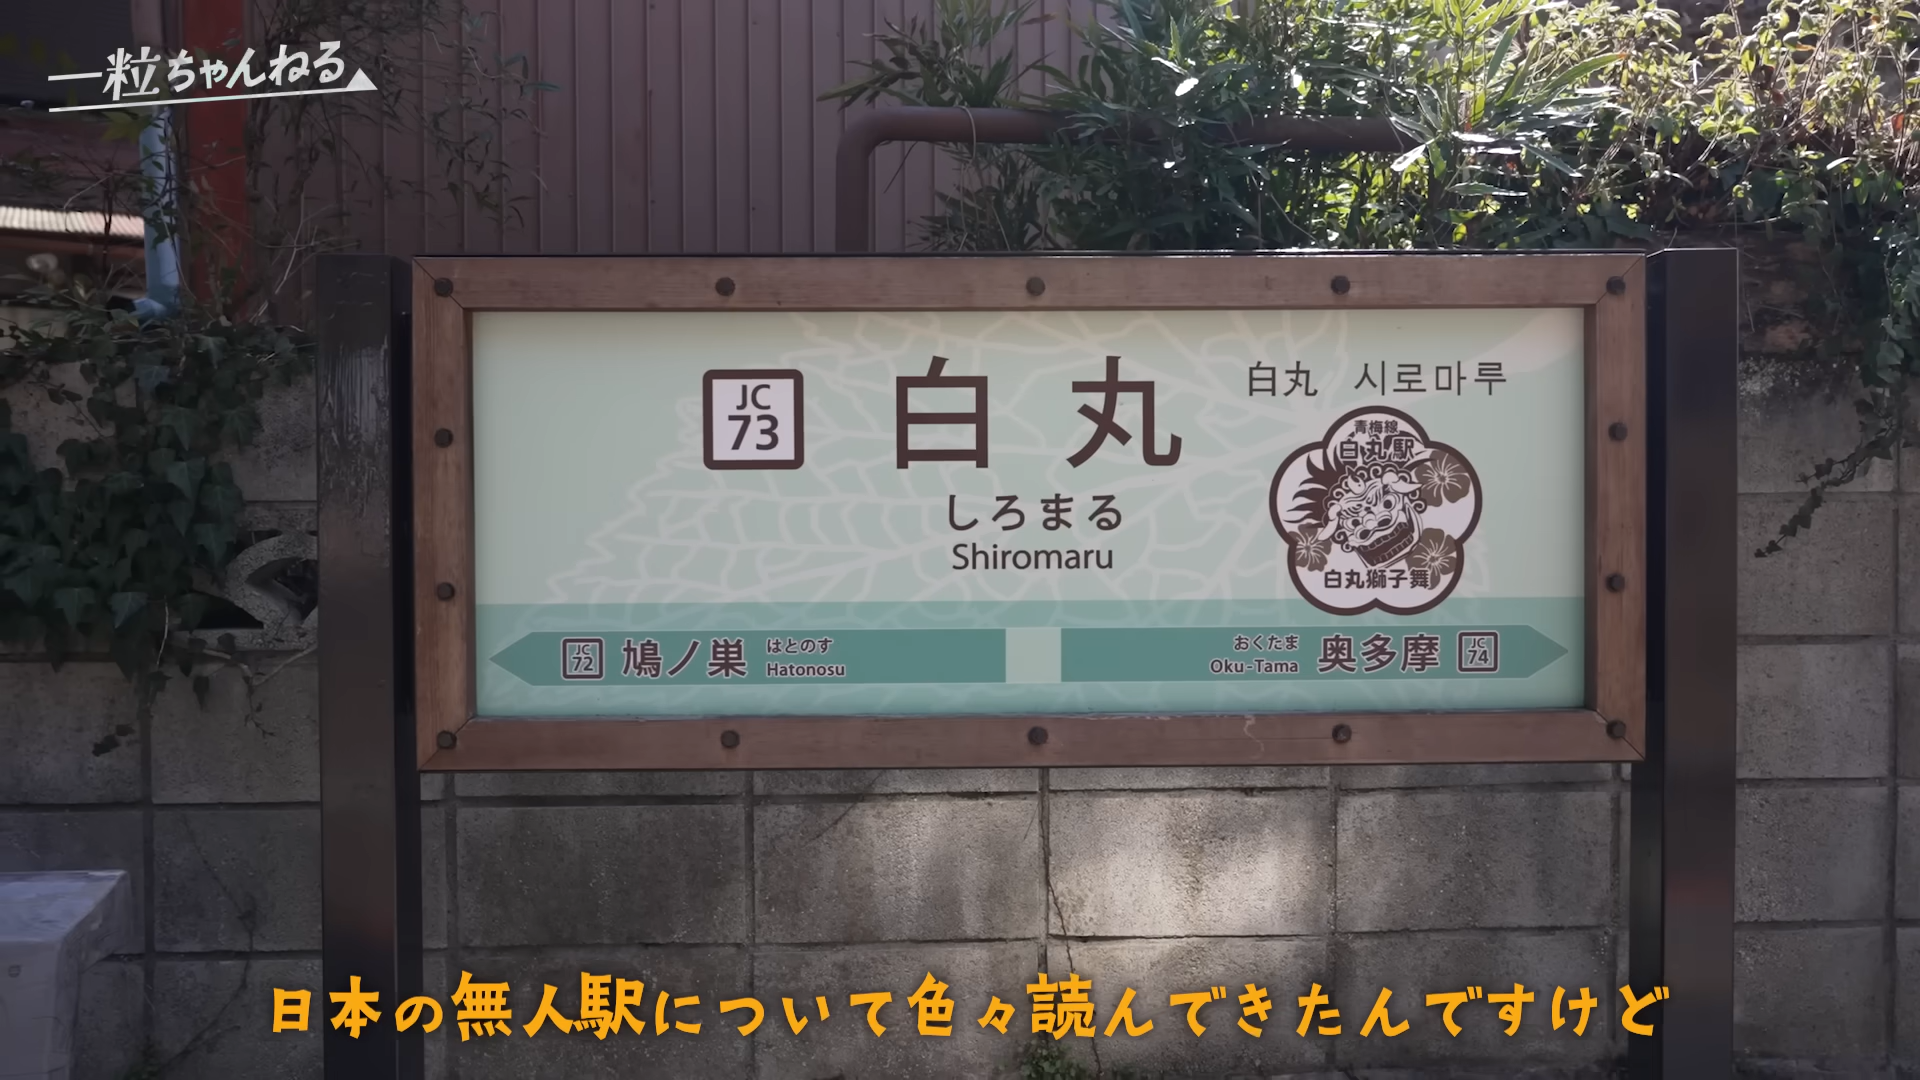 一粒ちゃんねる
JC
73
白丸
しろまる
Shiromaru
白丸 시로마루
青梅線
白丸駅
白丸獅子舞
JC
72
鳩ノ巣
はとのす
Hatonosu
おくたま
Oku-Tama
奥多摩
JC
74
日本の無人駅について色々読んできたんですけど